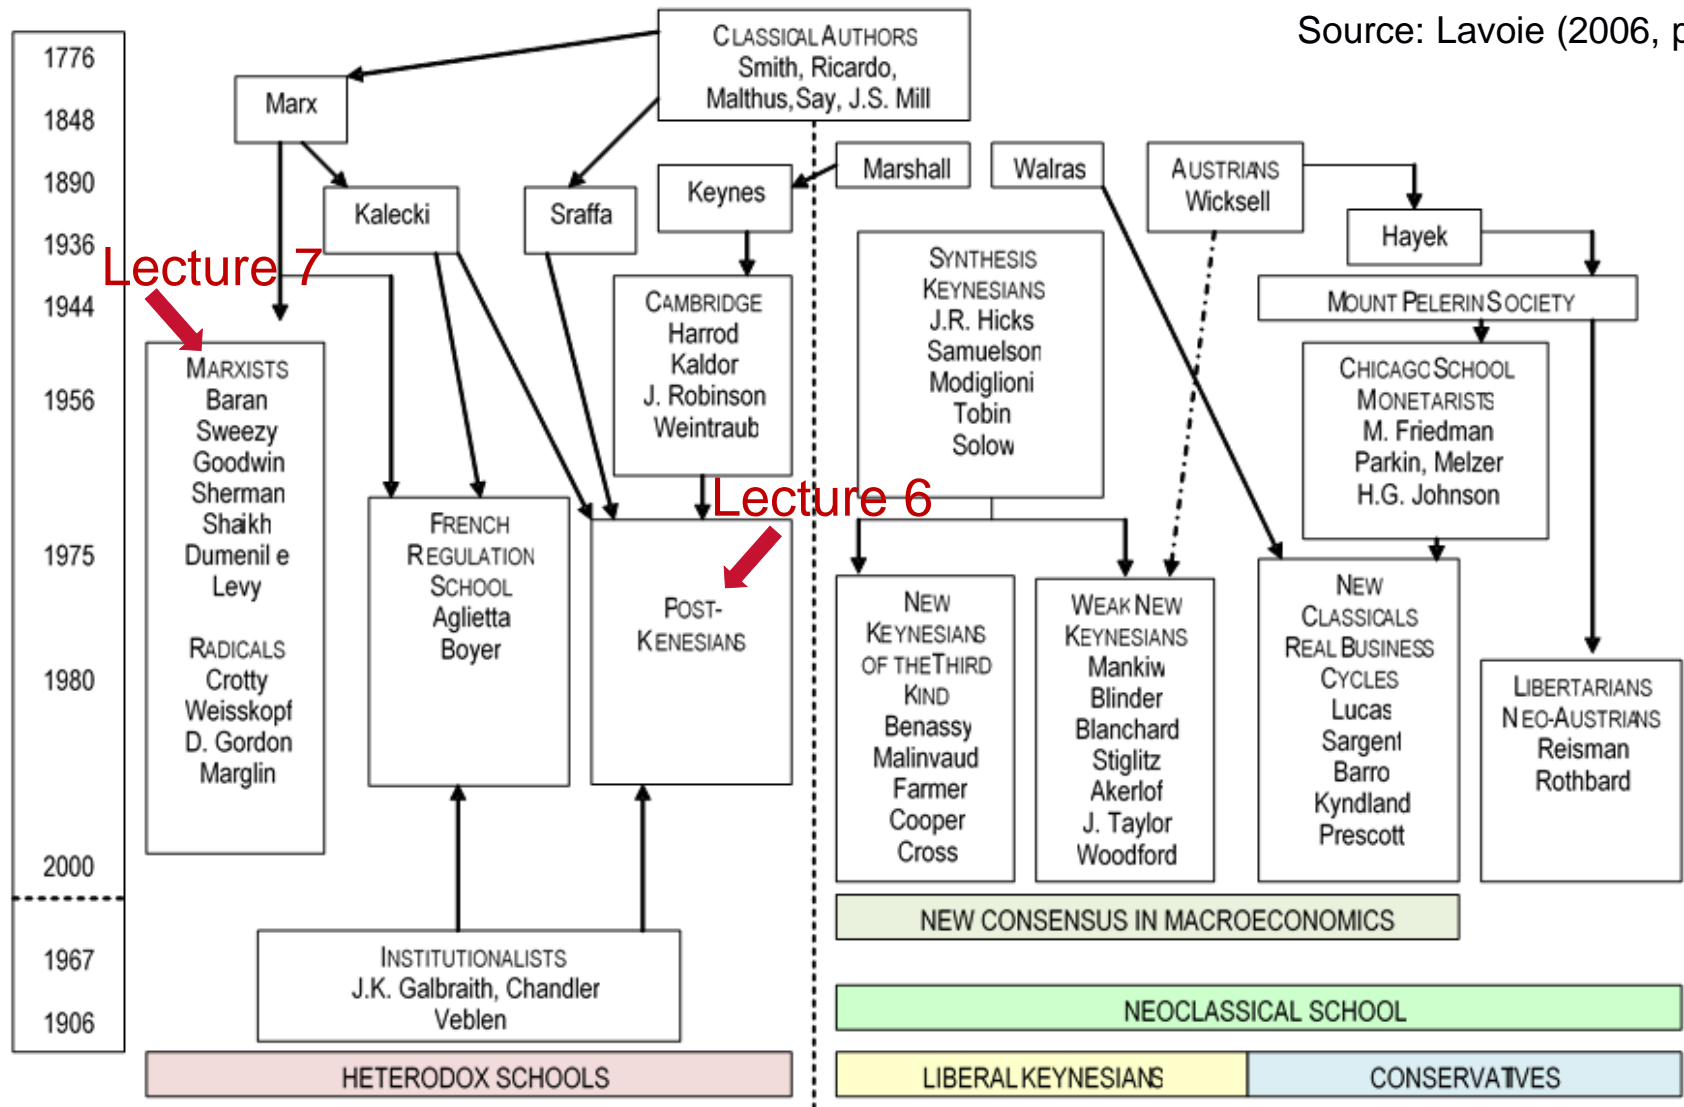 Source: Lavoie (2006, p
1776
1848
1890
1936
1944
1956
1975
1980
2000
1967
1906
CLASSICAL AUTHORS
Smith, Ricardo,
Malthus, Say, J.S. Mill
Marx
Kalecki
Sraffa
Keynes
Marshall
Walras
AUSTRIANS
Wicksell
Hayek
MOUNT PELERIN SOCIETY
Lecture 7
MARXISTS
Baran
Sweezy
Goodwin
Sherman
Shaikh
Dumenil e
Levy
RADICALS
Crotty
Weisskopf
D. Gordon
Marglin
FRENCH
REGULATION
SCHOOL
Aglietta
Boyer
CAMBRIDGE
Harrod
Kaldor
J. Robinson
Weintraub
Lecture 6
POST-
KENESIANS
SYNTHESIS
KEYNESIANS
J.R. Hicks
Samuelson
Modiglioni
Tobin
Solow
CHICAGO SCHOOL
MONETARISTS
M. Friedman
Parkin, Melzer
H.G. Johnson
NEW
KEYNESIANS
OF THE THIRD
KIND
Benassy
Malinvaud
Farmer
Cooper
Cross
WEAK NEW
KEYNESIANS
Mankiw
Blinder
Blanchard
Stiglitz
Akerlof
J. Taylor
Woodford
NEW
CLASSICALS
REAL BUSINESS
CYCLES
Lucas
Sargent
Barro
Kyndland
Prescott
LIBERTARIANS
NEO-AUSTRIANS
Reisman
Rothbard
INSTITUTIONALISTS
J.K. Galbraith, Chandler
Veblen
NEW CONSENSUS IN MACROECONOMICS
NEOCLASSICAL SCHOOL
HETERODOX SCHOOLS
LIBERAL KEYNESIANS
CONSERVATIVES